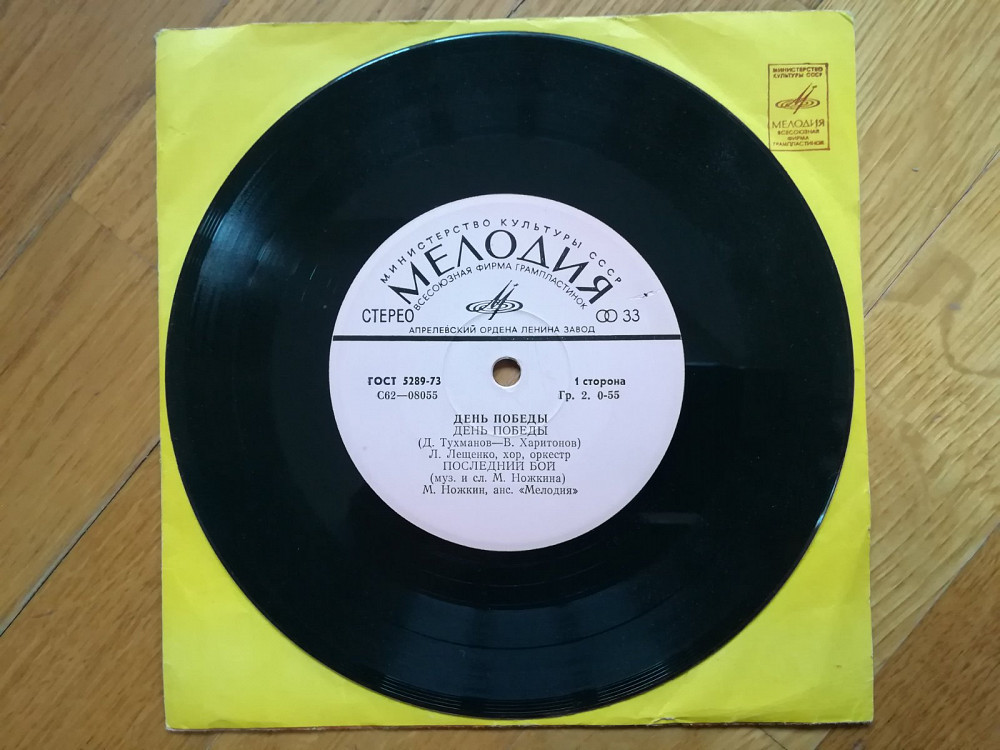 МИНИСТЕРСТВО
КУЛЬТУРЫ СССР
МЕЛОДИЯ
ВСЕСОЮЗНАЯ
ФИРМА
ГРАМПЛАСТИНОК
МИНИСТЕРСТВО КУЛЬТУРЫ СССР
МЕЛОДИЯ
ВСЕСОЮЗНАЯ ФИРМА ГРАМПЛАСТИНОК
СТЕРЕО 33
АПРЕЛЕВСКИЙ ОРДЕНА ЛЕНИНА ЗАВОД
ГОСТ 5289-73 1 сторона
С62—08055 Гр. 2. 0-55
ДЕНЬ ПОБЕДЫ
ДЕНЬ ПОБЕДЫ
(Д. Тухманов—В. Харитонов)
Л. Лещенко, хор, оркестр
ПОСЛЕДНИЙ БОЙ
(муз. и сл. М. Ножкина)
М. Ножкин, анс. «Мелодия»